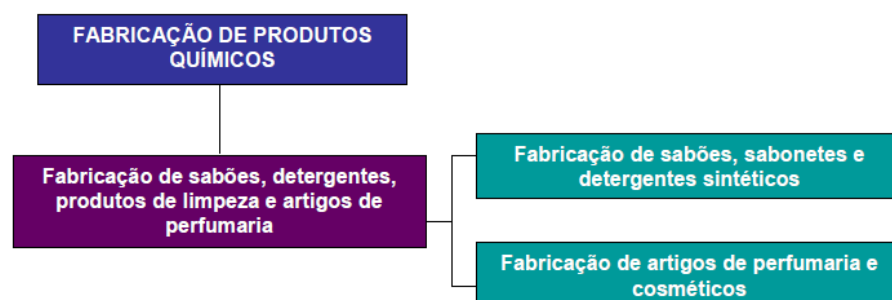 FABRICAÇÃO DE PRODUTOS
QUÍMICOS
Fabricação de sabões, detergentes,
produtos de limpeza e artigos de
perfumaria
Fabricação de sabões, sabonetes e
detergentes sintéticos
Fabricação de artigos de perfumaria e
cosméticos